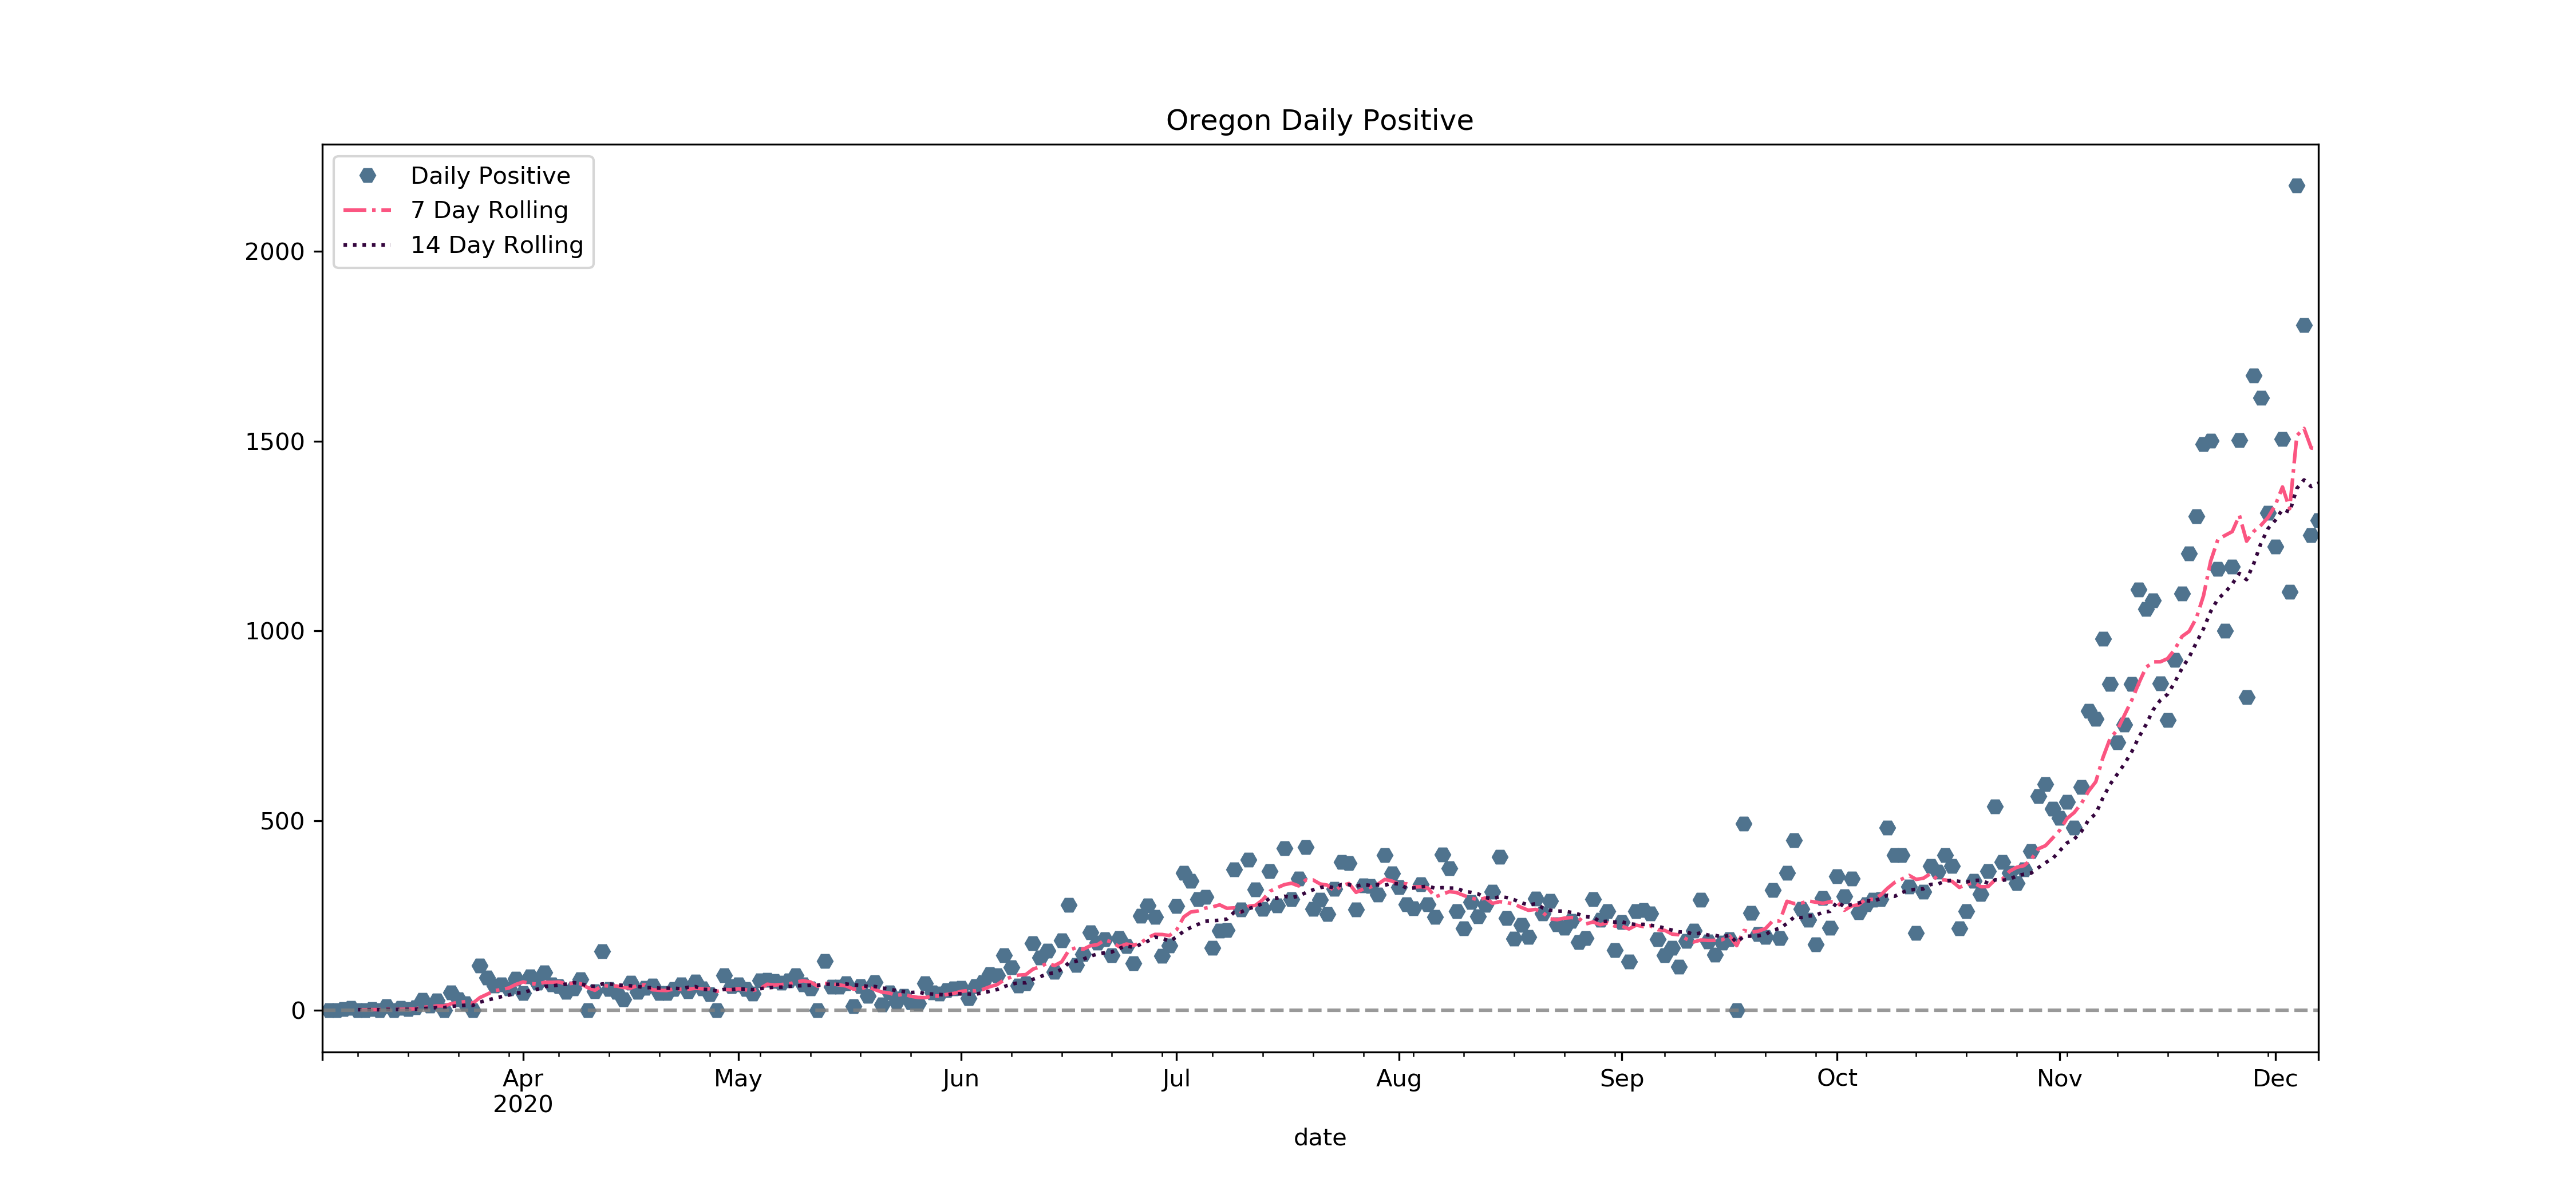 Oregon Daily Positive
Daily Positive
7 Day Rolling
14 Day Rolling
2000
1500
1000
500
0
Apr May Jun Jul Aug Sep Oct Nov Dec
2020
date